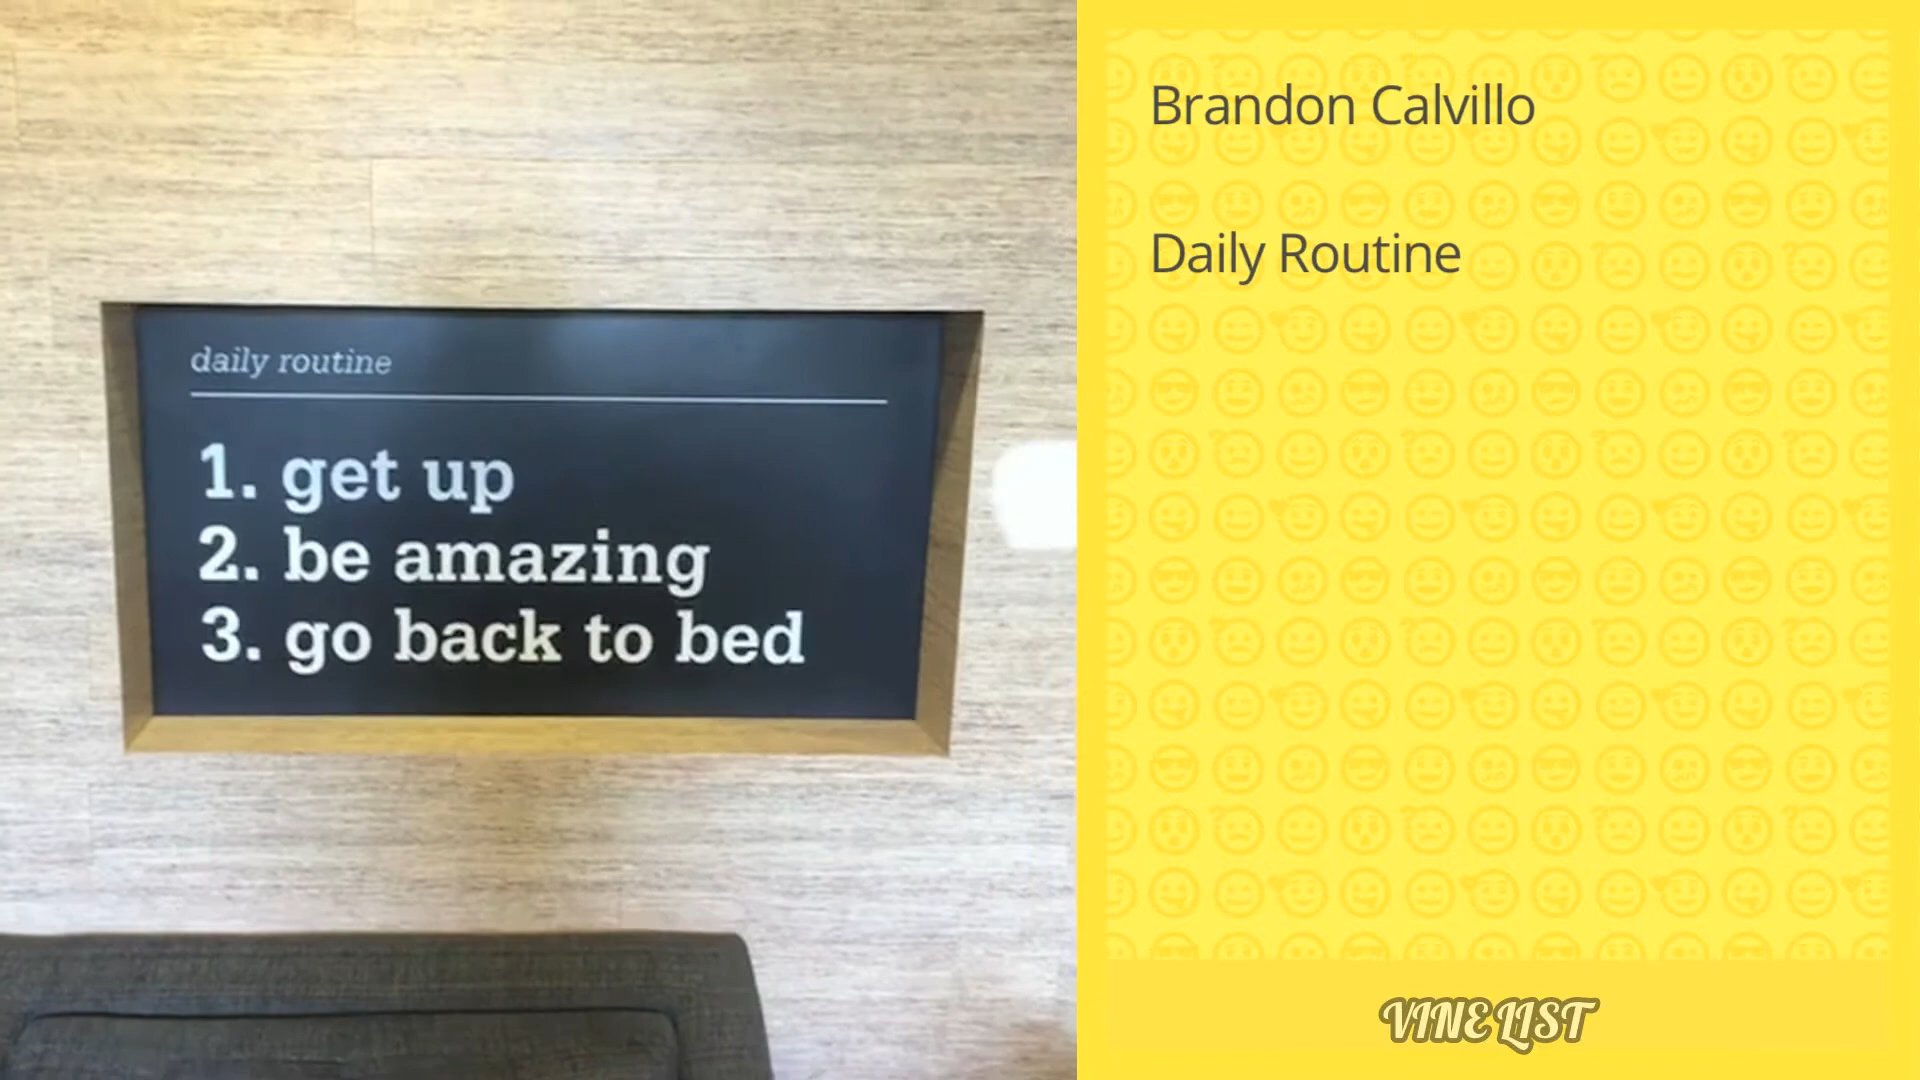 daily routine
1. get up
2. be amazing
3. go back to bed
Brandon Calvillo
Daily Routine
VINE LIST